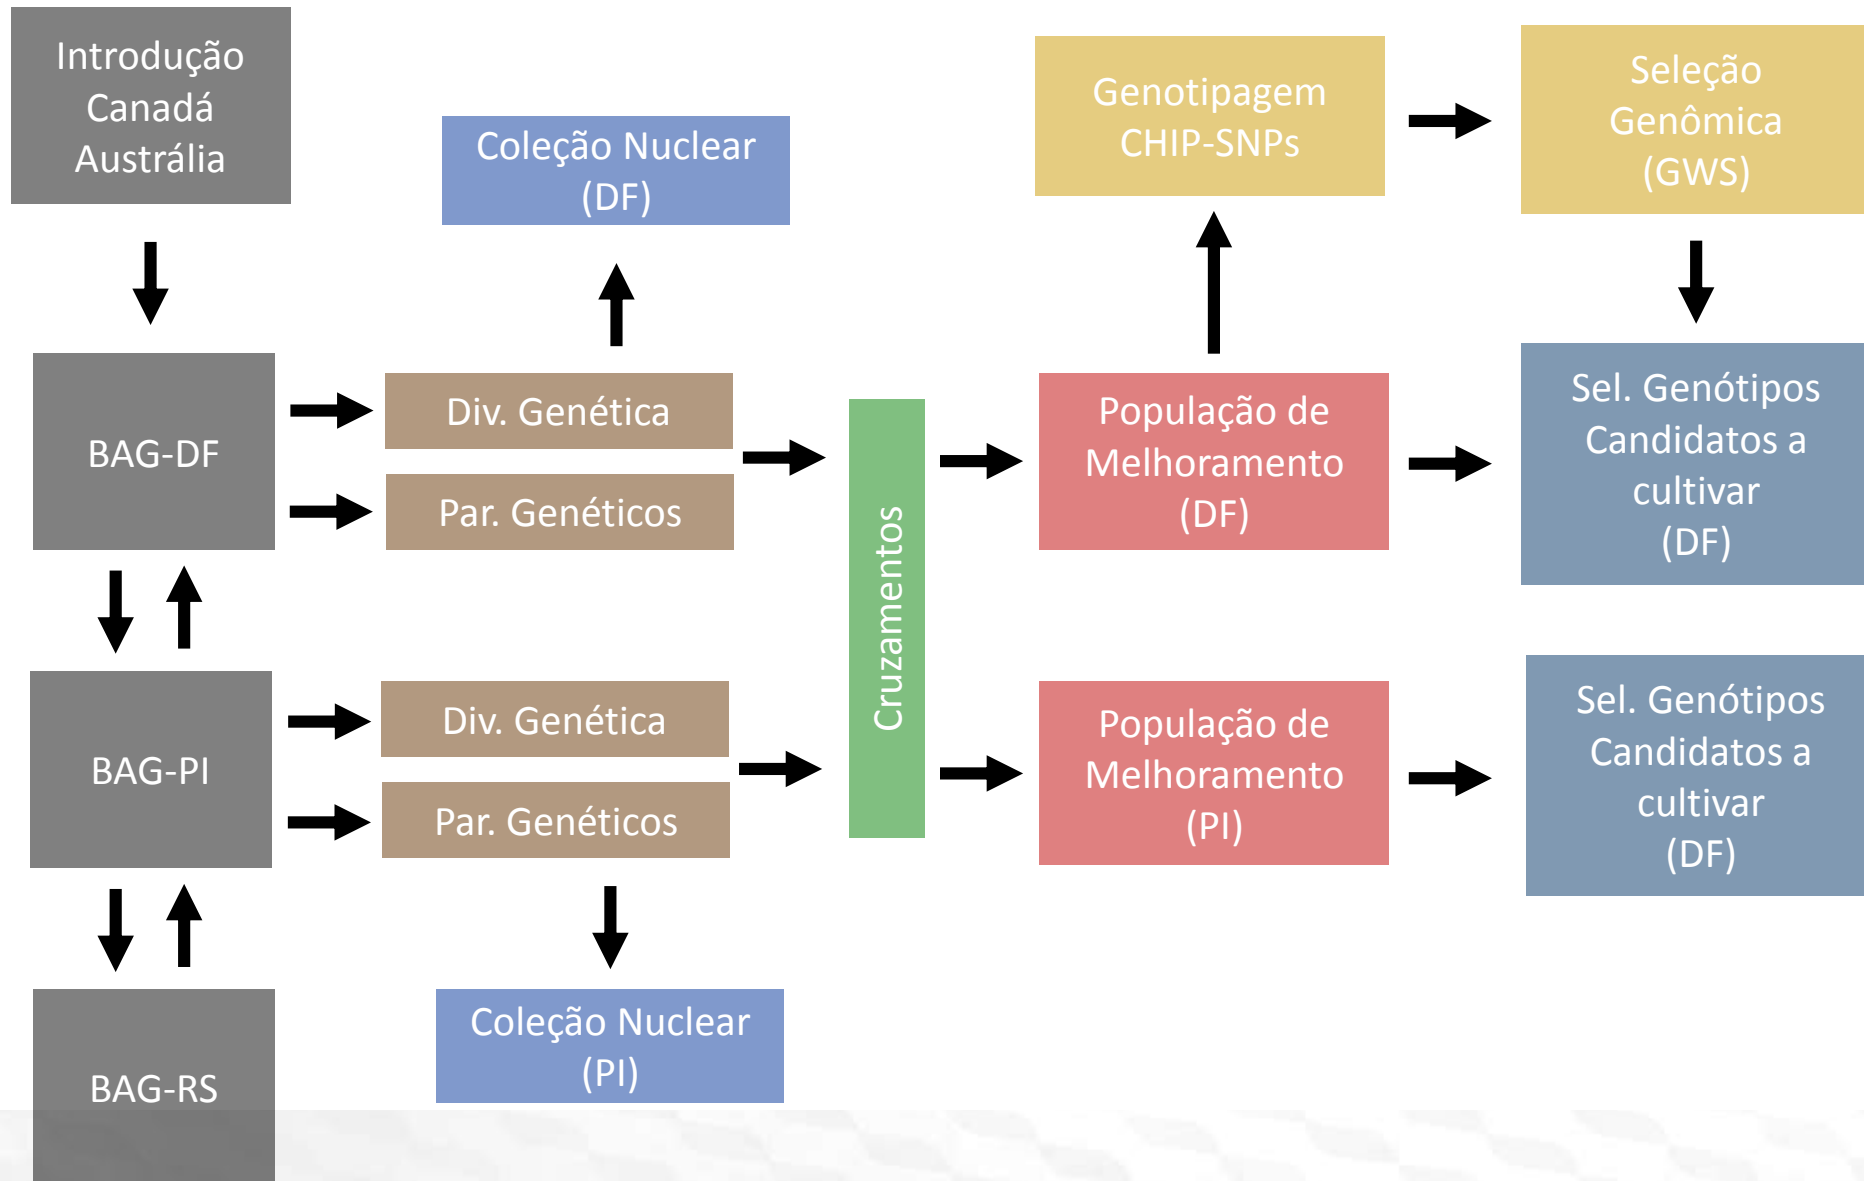 Introdução
Canadá
Austrália
Coleção Nuclear
(DF)
Genotipagem
CHIP-SNPs
Seleção
Genômica
(GWS)
BAG-DF
Div. Genética
Par. Genéticos
Cruzamentos
População de
Melhoramento
(DF)
Sel. Genótipos
Candidatos a
cultivar
(DF)
BAG-PI
Div. Genética
Par. Genéticos
População de
Melhoramento
(PI)
Sel. Genótipos
Candidatos a
cultivar
(DF)
BAG-RS
Coleção Nuclear
(PI)